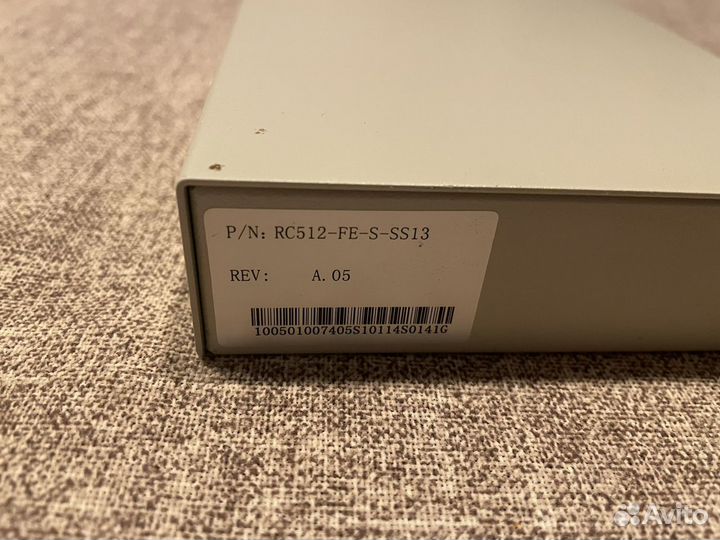 P/N: RC512-FE-S-SS13
REV: A.05
100501007405S10114S0141G
Avito